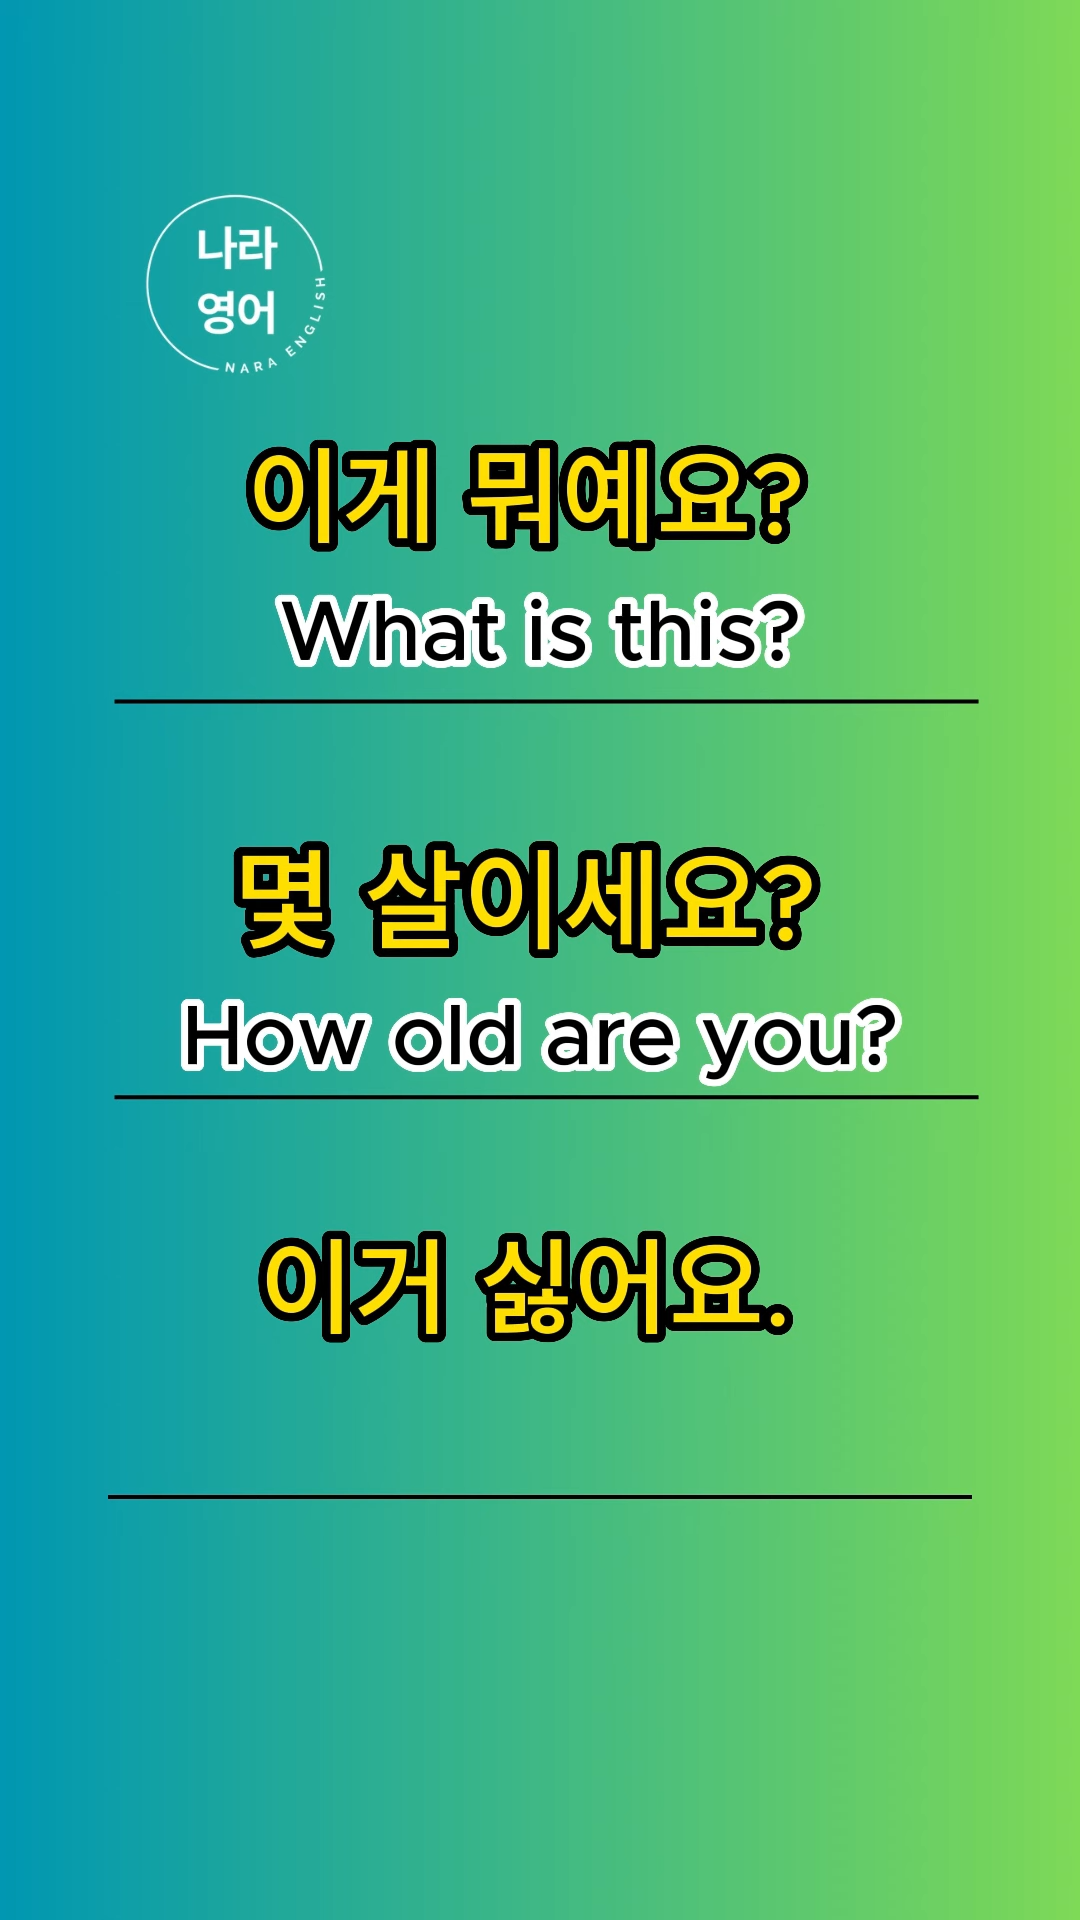 나라
영어
NARA ENGLISH
이게 뭐예요?
What is this?
몇 살이세요?
How old are you?
이거 싫어요.